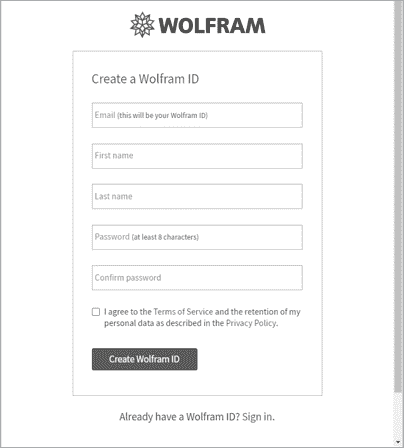 WOLFRAM
Create a Wolfram ID
Email (this will be your Wolfram ID)
First name
Last name
Password (at least 8 characters)
Confirm password
I agree to the Terms of Service and the retention of my
personal data as described in the Privacy Policy.
Create Wolfram ID
Already have a Wolfram ID? Sign in.